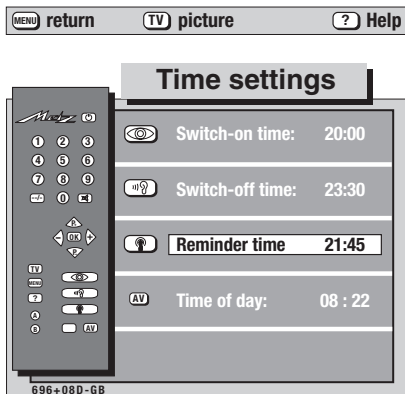 MENU return TV picture ? Help
Time settings
Metz
1 2 3
4 5 6
7 8 9
-/-- 0
P+
- OK +
P-
TV
MENU
?
A
B AV
Switch-on time: 20:00
Switch-off time: 23:30
Reminder time 21:45
AV Time of day: 08 : 22
696+08D-GB